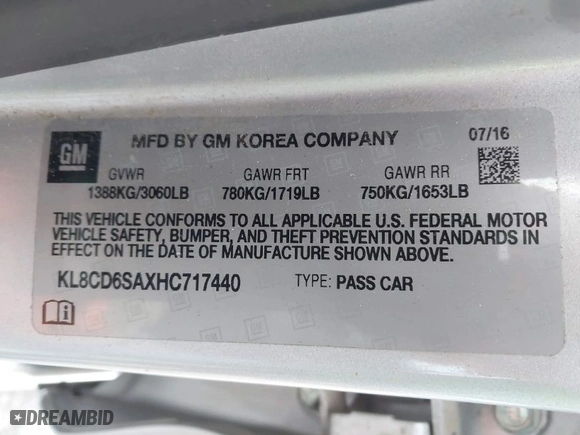 GM
MFD BY GM KOREA COMPANY 07/16
GVWR GAWR FRT GAWR RR
1388KG/3060LB 780KG/1719LB 750KG/1653LB
THIS VEHICLE CONFORMS TO ALL APPLICABLE U.S. FEDERAL MOTOR
VEHICLE SAFETY, BUMPER, AND THEFT PREVENTION STANDARDS IN
EFFECT ON THE DATE OF MANUFACTURE SHOWN ABOVE.
KL8CD6SAXHC717440 TYPE: PASS CAR
DREAMBID